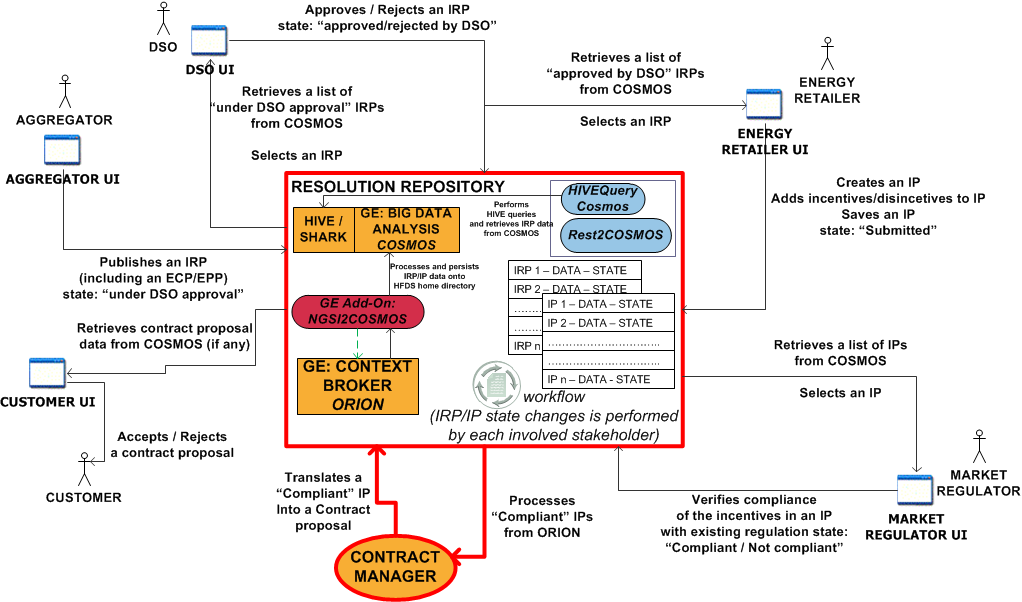 Approves / Rejects an IRP
state: “approved/rejected by DSO”
DSO
DSO UI
Retrieves a list of
“under DSO approval” IRPs
from COSMOS
Selects an IRP
AGGREGATOR
AGGREGATOR UI
Retrieves a list of
“approved by DSO” IRPs
from COSMOS
Selects an IRP
ENERGY
RETAILER
ENERGY
RETAILER UI
Creates an IP
Adds incentives/disincetives to IP
Saves an IP
state: “Submitted”
RESOLUTION REPOSITORY
HIVE /
SHARK
GE: BIG DATA
ANALYSIS
COSMOS
Performs
HIVE queries
and retrieves IRP data
from COSMOS
HIVEQuery
Cosmos
Rest2COSMOS
Processes and persists
IRP/IP data onto
HFDS home directory
GE Add-On:
NGSI2COSMOS
GE: CONTEXT
BROKER
ORION
IRP 1 – DATA – STATE
IRP 2 – DATA – STATE
IRP n
IP 1 – DATA – STATE
IP 2 – DATA – STATE
IP n – DATA - STATE
workflow
(IRP/IP state changes is performed
by each involved stakeholder)
Publishes an IRP
(including an ECP/EPP)
state: “under DSO approval”
Retrieves contract proposal
data from COSMOS (if any)
CUSTOMER UI
Accepts / Rejects
a contract proposal
CUSTOMER
Translates a
“Compliant” IP
Into a Contract
proposal
Processes
“Compliant” IPs
from ORION
CONTRACT
MANAGER
Retrieves a list of IPs
from COSMOS
Selects an IP
MARKET
REGULATOR
MARKET
REGULATOR UI
Verifies compliance
of the incentives in an IP
with existing regulation state:
“Compliant / Not compliant”